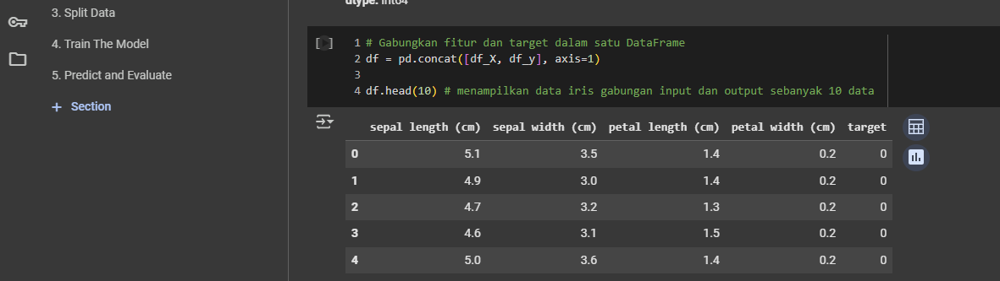 3. Split Data
4. Train The Model
5. Predict and Evaluate
+ Section
dtype: int64
[ ]
1 # Gabungkan fitur dan target dalam satu DataFrame
2 df = pd.concat([df_X, df_y], axis=1)
3
4 df.head(10) # menampilkan data iris gabungan input dan output sebanyak 10 data
sepal length (cm) sepal width (cm) petal length (cm) petal width (cm) target
0 5.1 3.5 1.4 0.2 0
1 4.9 3.0 1.4 0.2 0
2 4.7 3.2 1.3 0.2 0
3 4.6 3.1 1.5 0.2 0
4 5.0 3.6 1.4 0.2 0